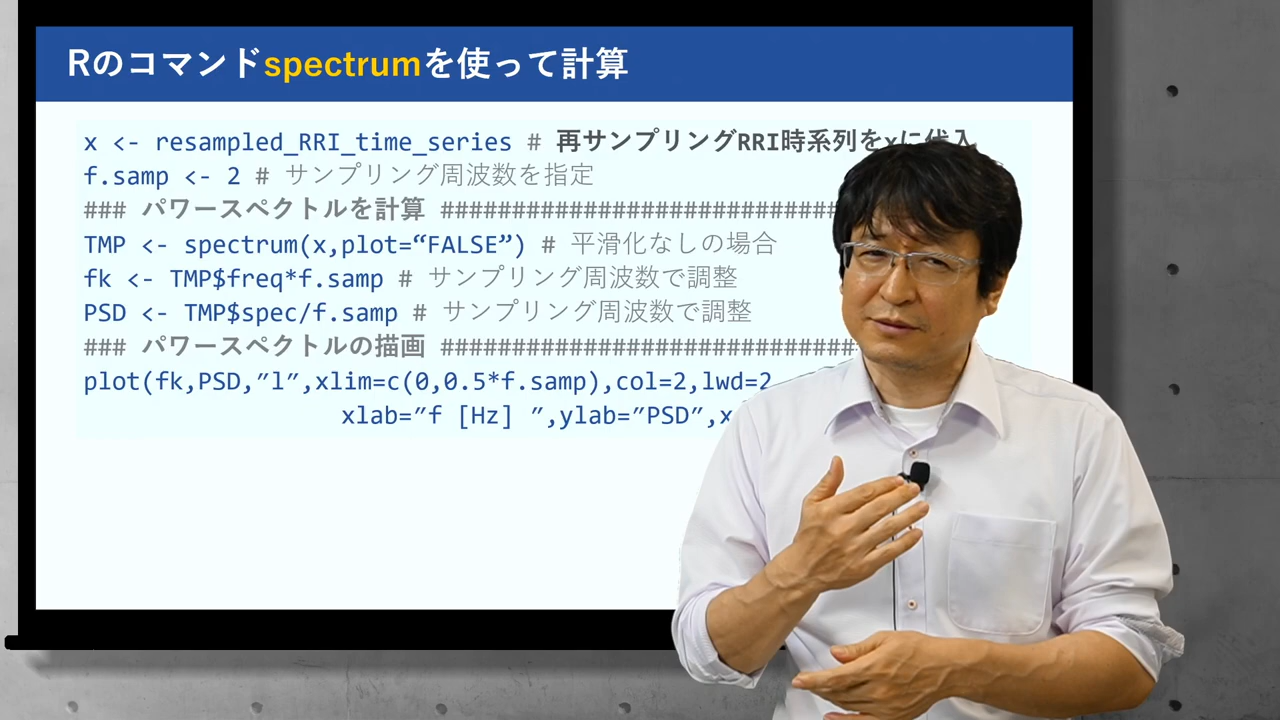 Rのコマンドspectrumを使って計算
x <- resampled_RRI_time_series # 再サンプリングRRI時系列をxに代入
f.samp <- 2 # サンプリング周波数を指定
### パワースペクトルを計算 ############################
TMP <- spectrum(x,plot=“FALSE”) # 平滑化なしの場合
fk <- TMP$freq*f.samp # サンプリング周波数で調整
PSD <- TMP$spec/f.samp # サンプリング周波数で調整
### パワースペクトルの描画 #############################
plot(fk,PSD,″l″,xlim=c(0,0.5*f.samp),col=2,lwd=2
xlab=″f [Hz] ″,ylab=″PSD″,x